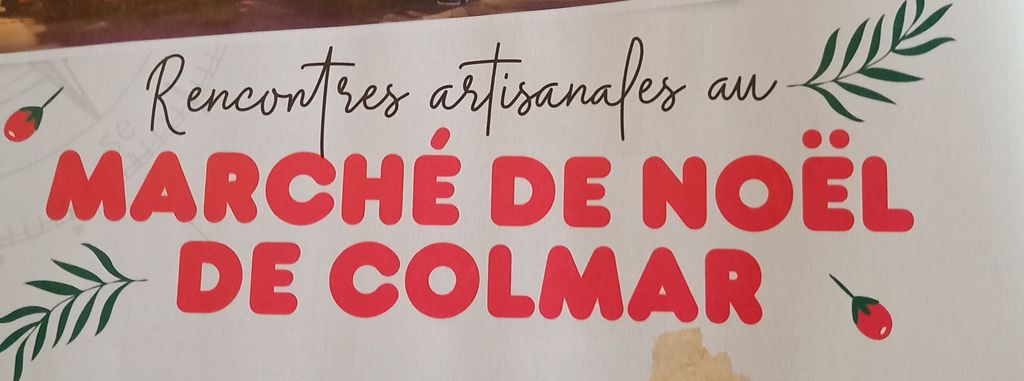 Rencontres artisanales au
MARCHÉ DE NOËL
DE COLMAR